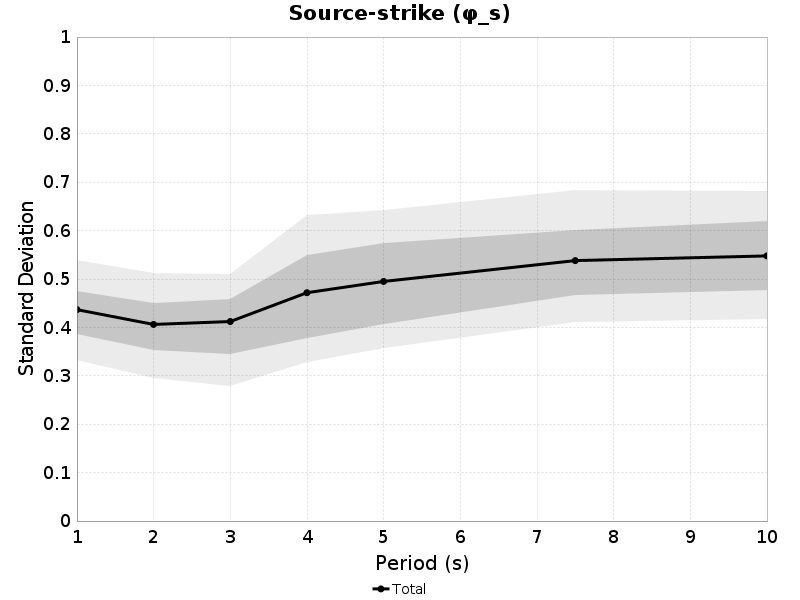 Source-strike (φ_s)
1
0.9
0.8
0.7
0.6
0.5
0.4
0.3
0.2
0.1
0
Standard Deviation
1 2 3 4 5 6 7 8 9 10
Period (s)
Total